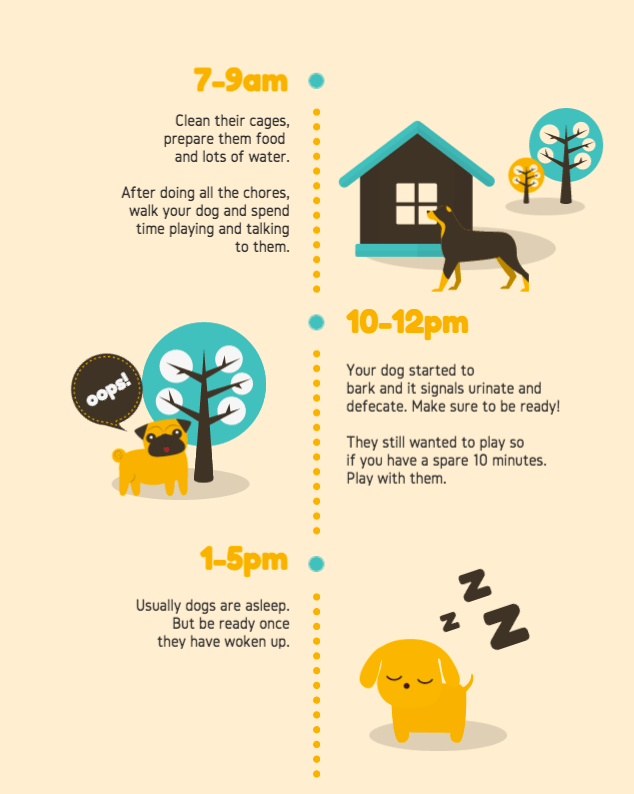 7-9am
Clean their cages,
prepare them food
and lots of water.
After doing all the chores,
walk your dog and spend
time playing and talking
to them.
10-12pm
oops!
Your dog started to
bark and it signals urinate and
defecate. Make sure to be ready!
They still wanted to play so
if you have a spare 10 minutes.
Play with them.
1-5pm
Usually dogs are asleep.
But be ready once
they have woken up.
z
z
z